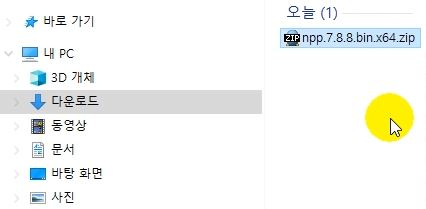 바로 가기
내 PC
3D 개체
다운로드
동영상
문서
바탕 화면
사진
오늘 (1)
ZIP
npp.7.8.8.bin.x64.zip